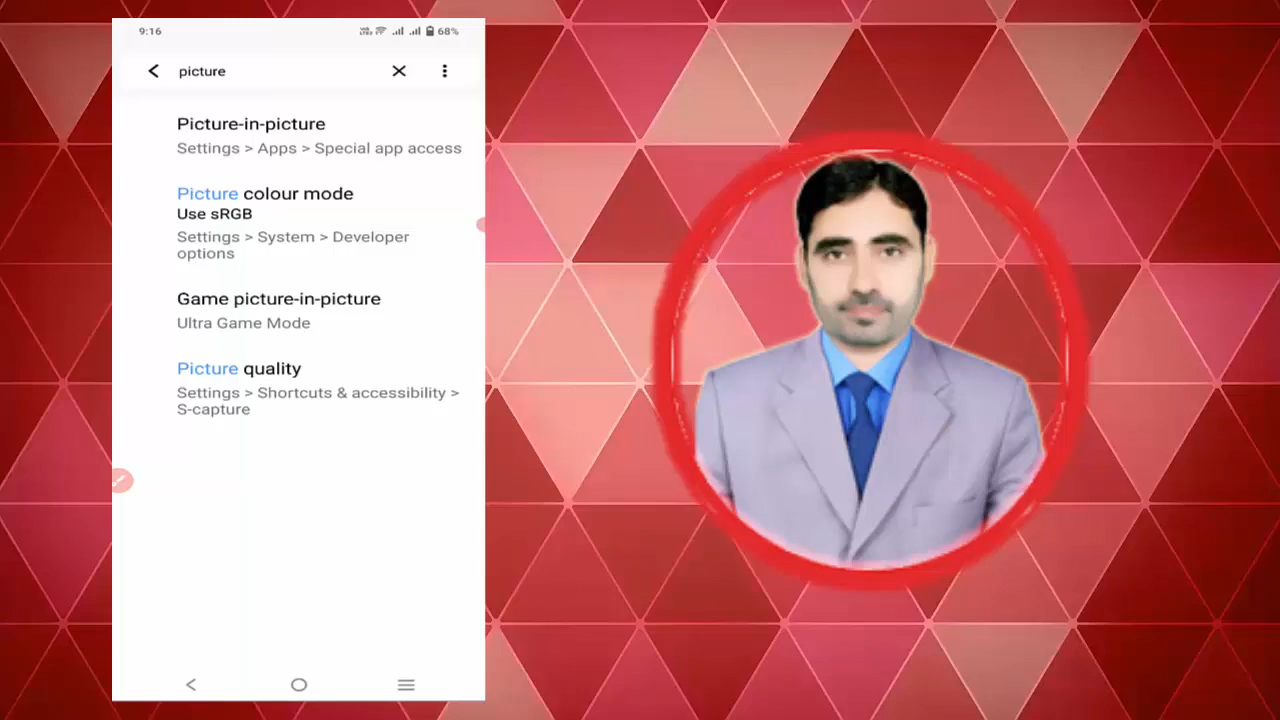 9:16
68%
picture
Picture-in-picture
Settings > Apps > Special app access
Picture colour mode
Use sRGB
Settings > System > Developer
options
Game picture-in-picture
Ultra Game Mode
Picture quality
Settings > Shortcuts & accessibility >
S-capture